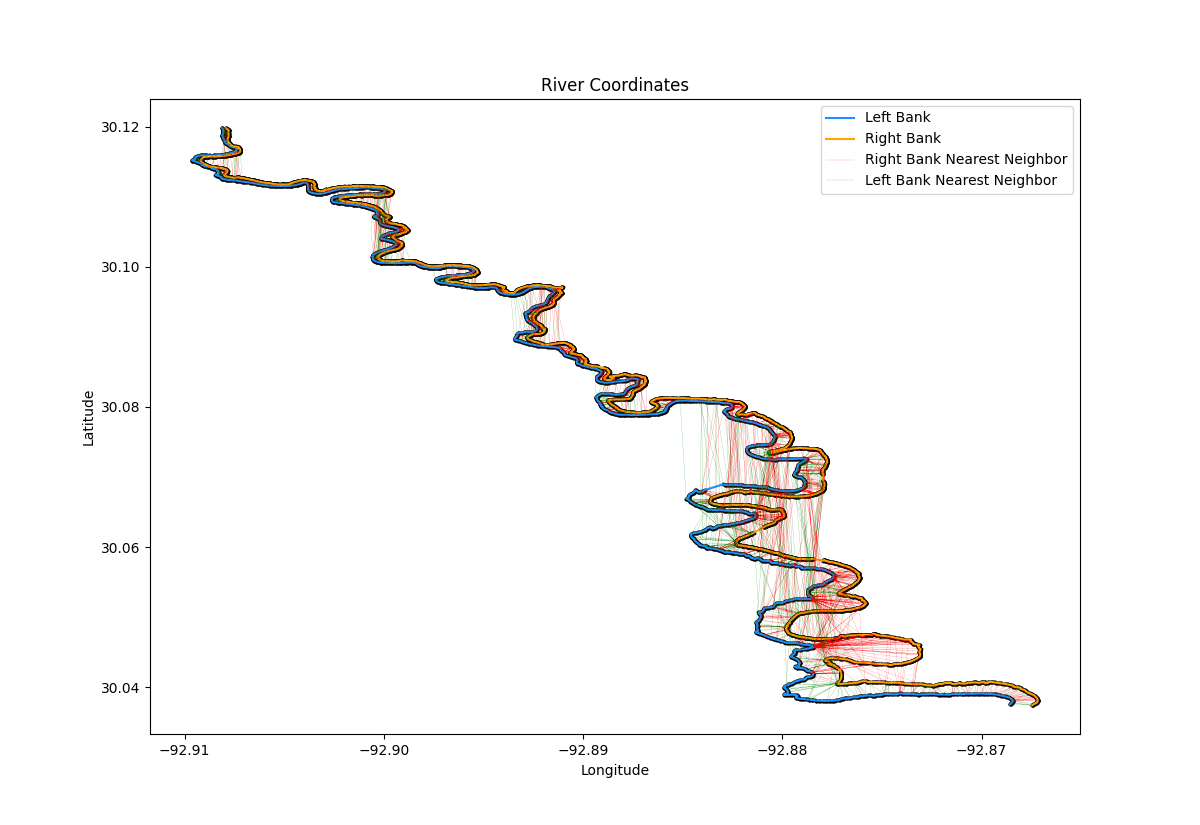 River Coordinates
Left Bank
Right Bank
Right Bank Nearest Neighbor
Left Bank Nearest Neighbor
30.12
30.10
30.08
30.06
30.04
Latitude
−92.91 −92.90 −92.89 −92.88 −92.87
Longitude